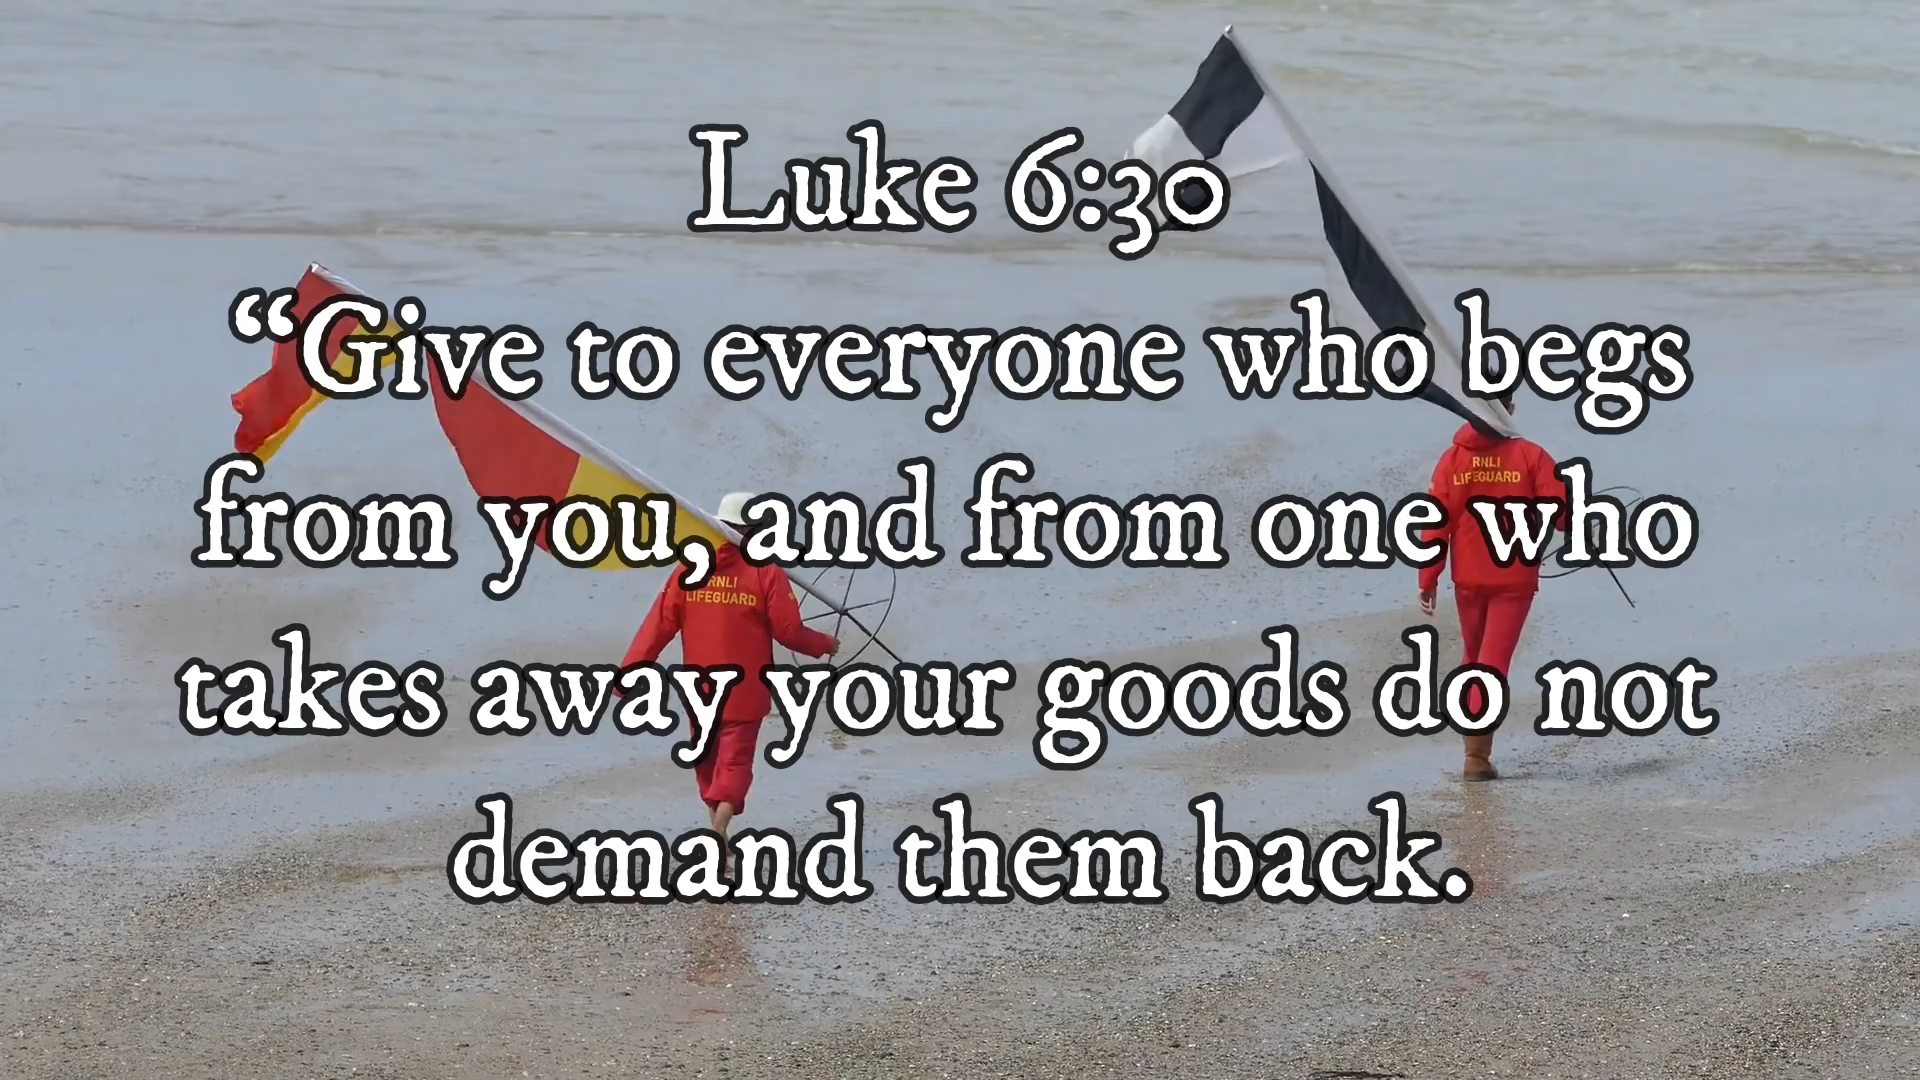 Luke 6:30
“Give to everyone who begs
from you, and from one who
takes away your goods do not
demand them back.
RNLI
LIFEGUARD
RNLI
LIFEGUARD